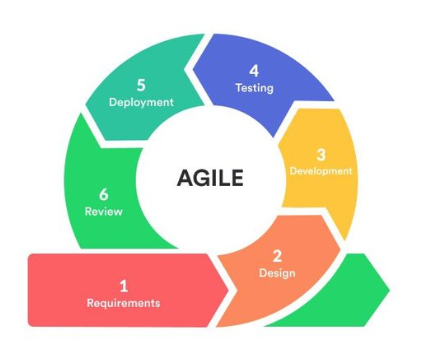 AGILE
1
Requirements
2
Design
3
Development
4
Testing
5
Deployment
6
Review